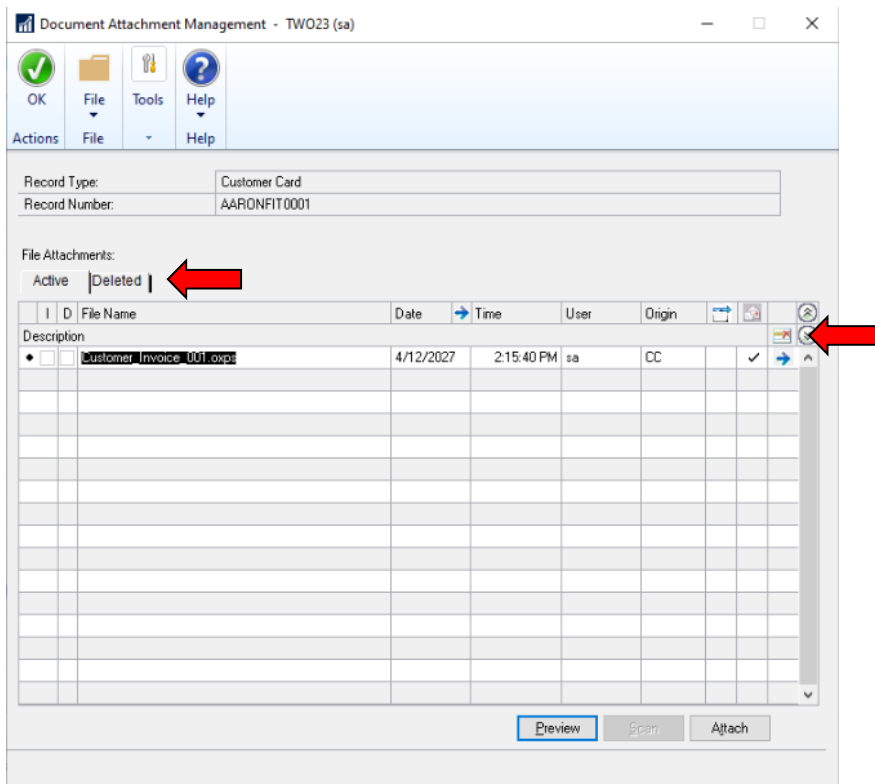 Document Attachment Management - TWO23 (sa)
OK File Tools Help
Actions File Help
Record Type: Customer Card
Record Number: AARONFIT0001
File Attachments:
Active Deleted
I D File Name Date Time User Origin
Description
Customer_Invoice_001.oxps 4/12/2027 2:15:40 PM sa CC
Preview Scan Attach